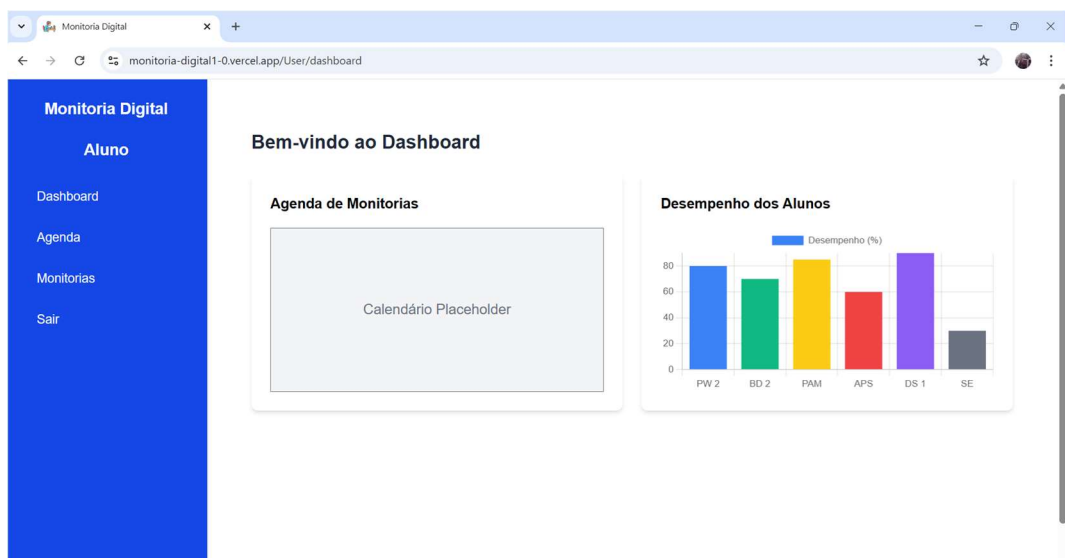 Monitoria Digital
monitoria-digital1-0.vercel.app/User/dashboard
Monitoria Digital
Aluno
Dashboard
Agenda
Monitorias
Sair
Bem-vindo ao Dashboard
Agenda de Monitorias
Calendário Placeholder
Desempenho dos Alunos
Desempenho (%)
80
60
40
20
0
PW 2 BD 2 PAM APS DS 1 SE